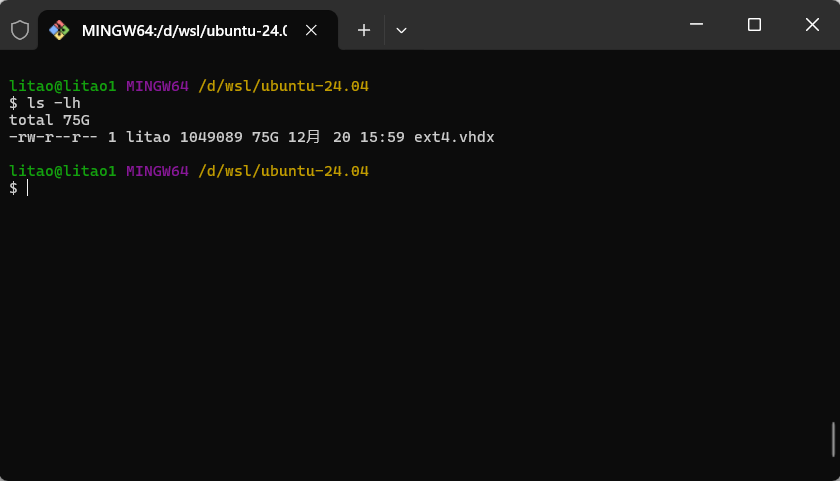 MINGW64:/d/wsl/ubuntu-24.0
litao@litao1 MINGW64 /d/wsl/ubuntu-24.04
$ ls -lh
total 75G
-rw-r--r-- 1 litao 1049089 75G 12月 20 15:59 ext4.vhdx
litao@litao1 MINGW64 /d/wsl/ubuntu-24.04
$